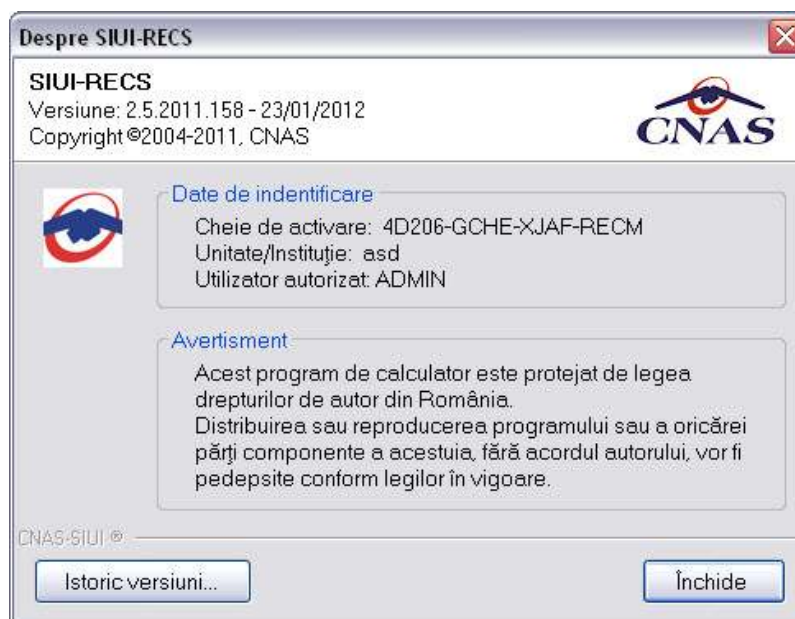 Despre SIUI-RECS
SIUI-RECS
Versiune: 2.5.2011.158 - 23/01/2012
Copyright ©2004-2011, CNAS
CNAS
Date de indentificare
Cheie de activare: 4D206-GCHE-XJAF-RECM
Unitate/Instituţie: asd
Utilizator autorizat: ADMIN
Avertisment
Acest program de calculator este protejat de legea
drepturilor de autor din România.
Distribuirea sau reproducerea programului sau a oricărei
părţi componente a acestuia, fără acordul autorului, vor fi
pedepsite conform legilor în vigoare.
CNAS-SIUI ®
Istoric versiuni...
Închide